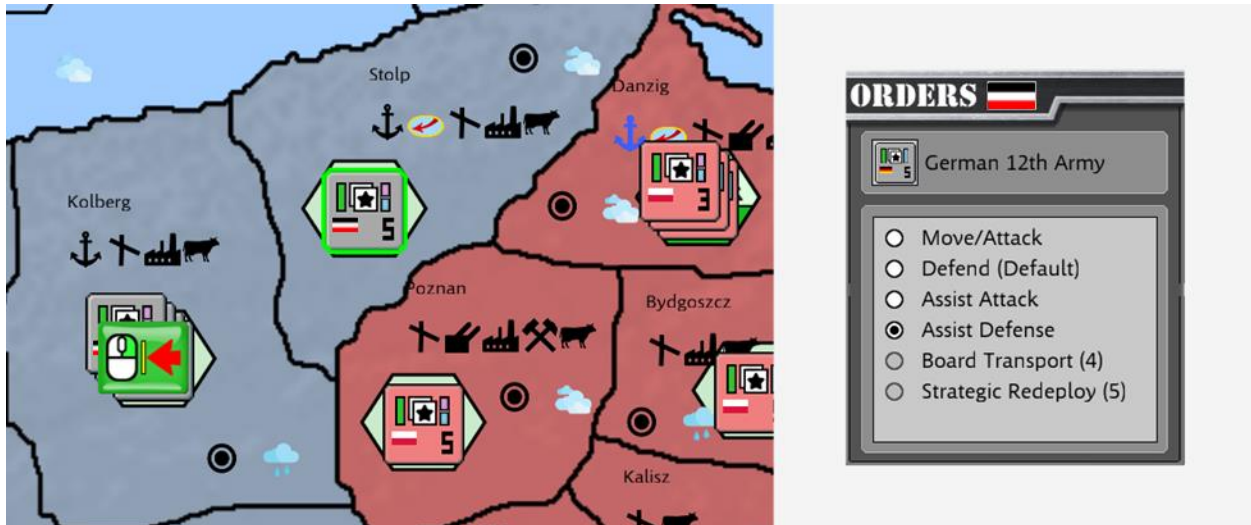 Stolp
Danzig
3
Kolberg
5
Poznan
Bydgoszcz
5
Kalisz
ORDERS
5
German 12th Army
Move/Attack
Defend (Default)
Assist Attack
Assist Defense
Board Transport (4)
Strategic Redeploy (5)